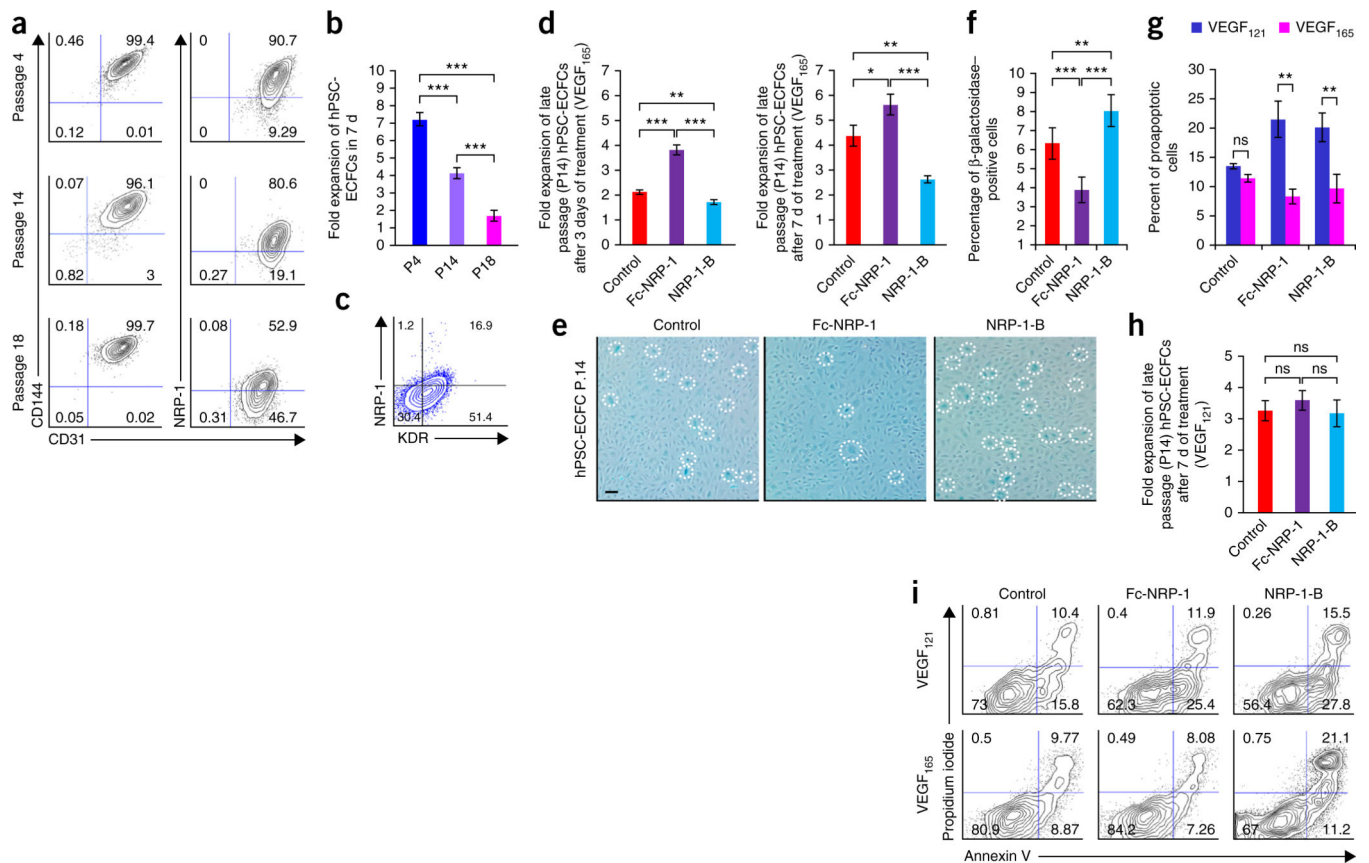 a
Passage 4
0.46 99.4
0.12 0.01
0 90.7
0 9.29
Passage 14
0.07 96.1
0.82 3
0 80.6
0.27 19.1
Passage 18
0.18 99.7
0.05 0.02
0.08 52.9
0.31 46.7
CD144
NRP-1
CD31
b
Fold expansion of hPSC-
ECFCs in 7 d
10
9
8
7
6
5
4
3
2
1
0
***
***
***
P4 P14 P18
c
1.2 16.9
30.4 51.4
NRP-1
KDR
d
Fold expansion of late
passage (P14) hPSC-ECFCs
after 3 days of treatment (VEGF165)
7
6
5
4
3
2
1
0
**
*** ***
Control
Fc-NRP-1
NRP-1-B
Fold expansion of late
passage (P14) hPSC-ECFCs
after 7 d of treatment (VEGF165)
7
6
5
4
3
2
1
0
**
* ***
Control
Fc-NRP-1
NRP-1-B
e
Control Fc-NRP-1 NRP-1-B
hPSC-ECFC P.14
f
Percentage of β-galactosidase–
positive cells
10
9
8
7
6
5
4
3
2
1
**
*** ***
Control
Fc-NRP-1
NRP-1-B
g
VEGF121 VEGF165
Percent of proapoptotic
cells
30
25
20
15
10
5
0
ns ** **
Control
Fc-NRP-1
NRP-1-B
h
Fold expansion of late
passage (P14) hPSC-ECFCs
after 7 d of treatment
(VEGF121)
5
4
3
2
1
0
ns
ns ns
Control
Fc-NRP-1
NRP-1-B
i
Control Fc-NRP-1 NRP-1-B
VEGF121
0.81 10.4
73 15.8
0.4 11.9
62.3 25.4
0.26 15.5
56.4 27.8
VEGF165
0.5 9.77
80.9 8.87
0.49 8.08
84.2 7.26
0.75 21.1
67 11.2
Propidium iodide
Annexin V